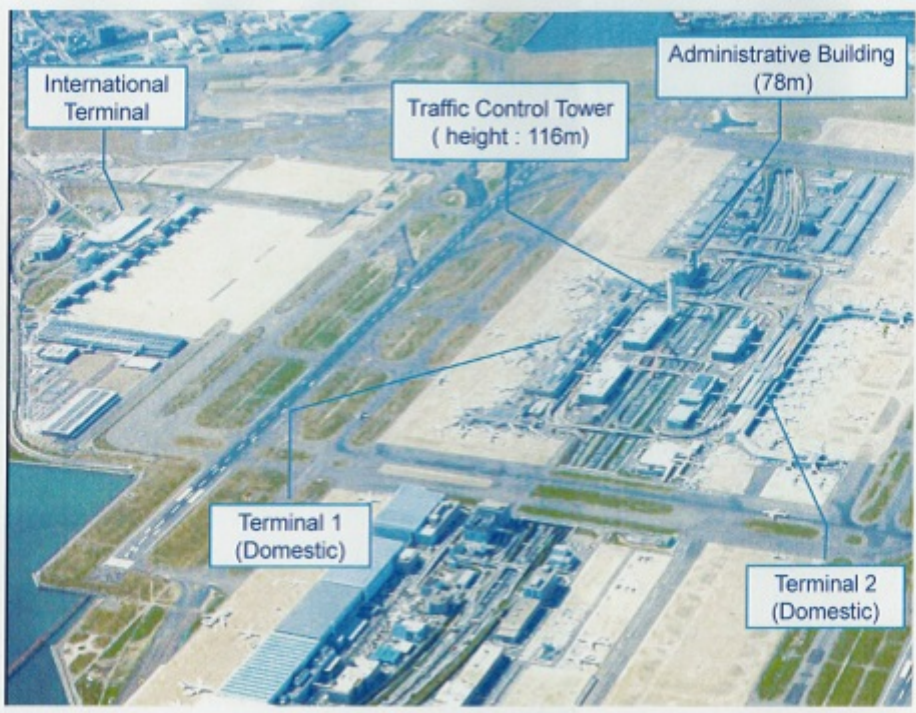 International
Terminal
Traffic Control Tower
( height : 116m)
Administrative Building
(78m)
Terminal 1
(Domestic)
Terminal 2
(Domestic)